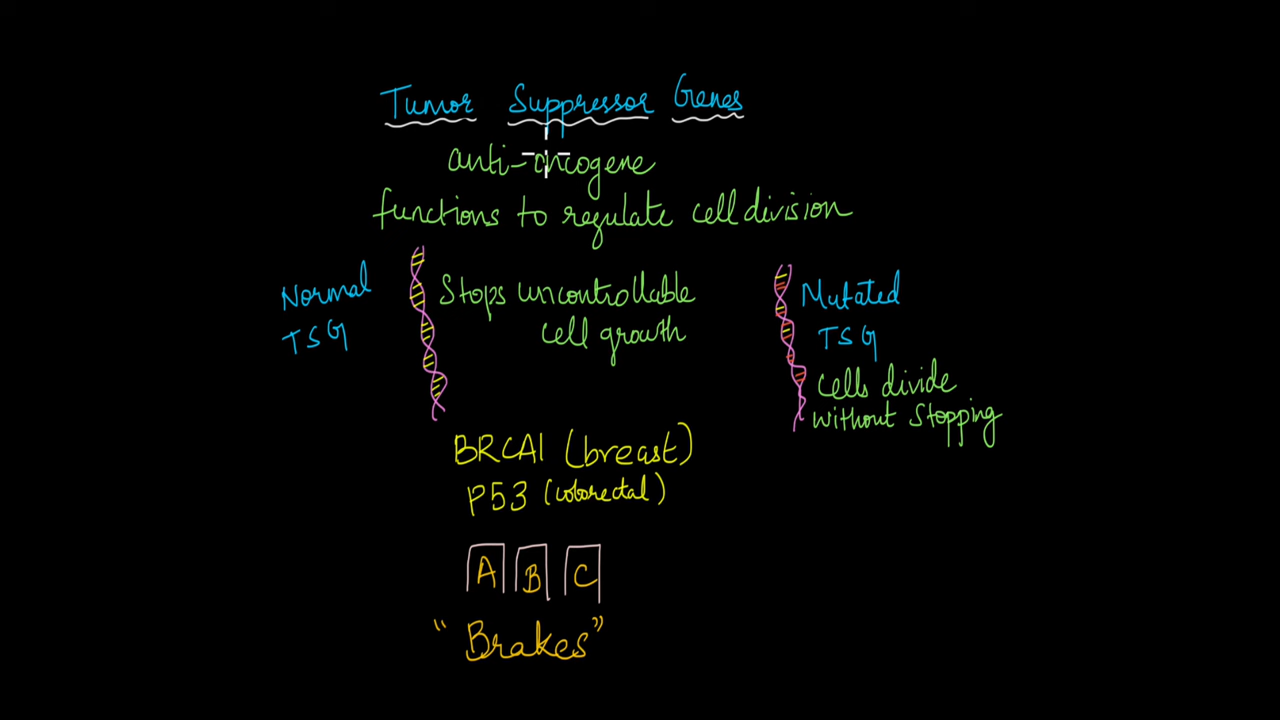 Tumor Suppressor Genes
anti-oncogene
functions to regulate cell division
Normal
TSG
Stops uncontrollable
cell growth
Mutated
TSG
Cells divide
without Stopping
BRCA1 (breast)
P53 (colorectal)
A B C
"Brakes"